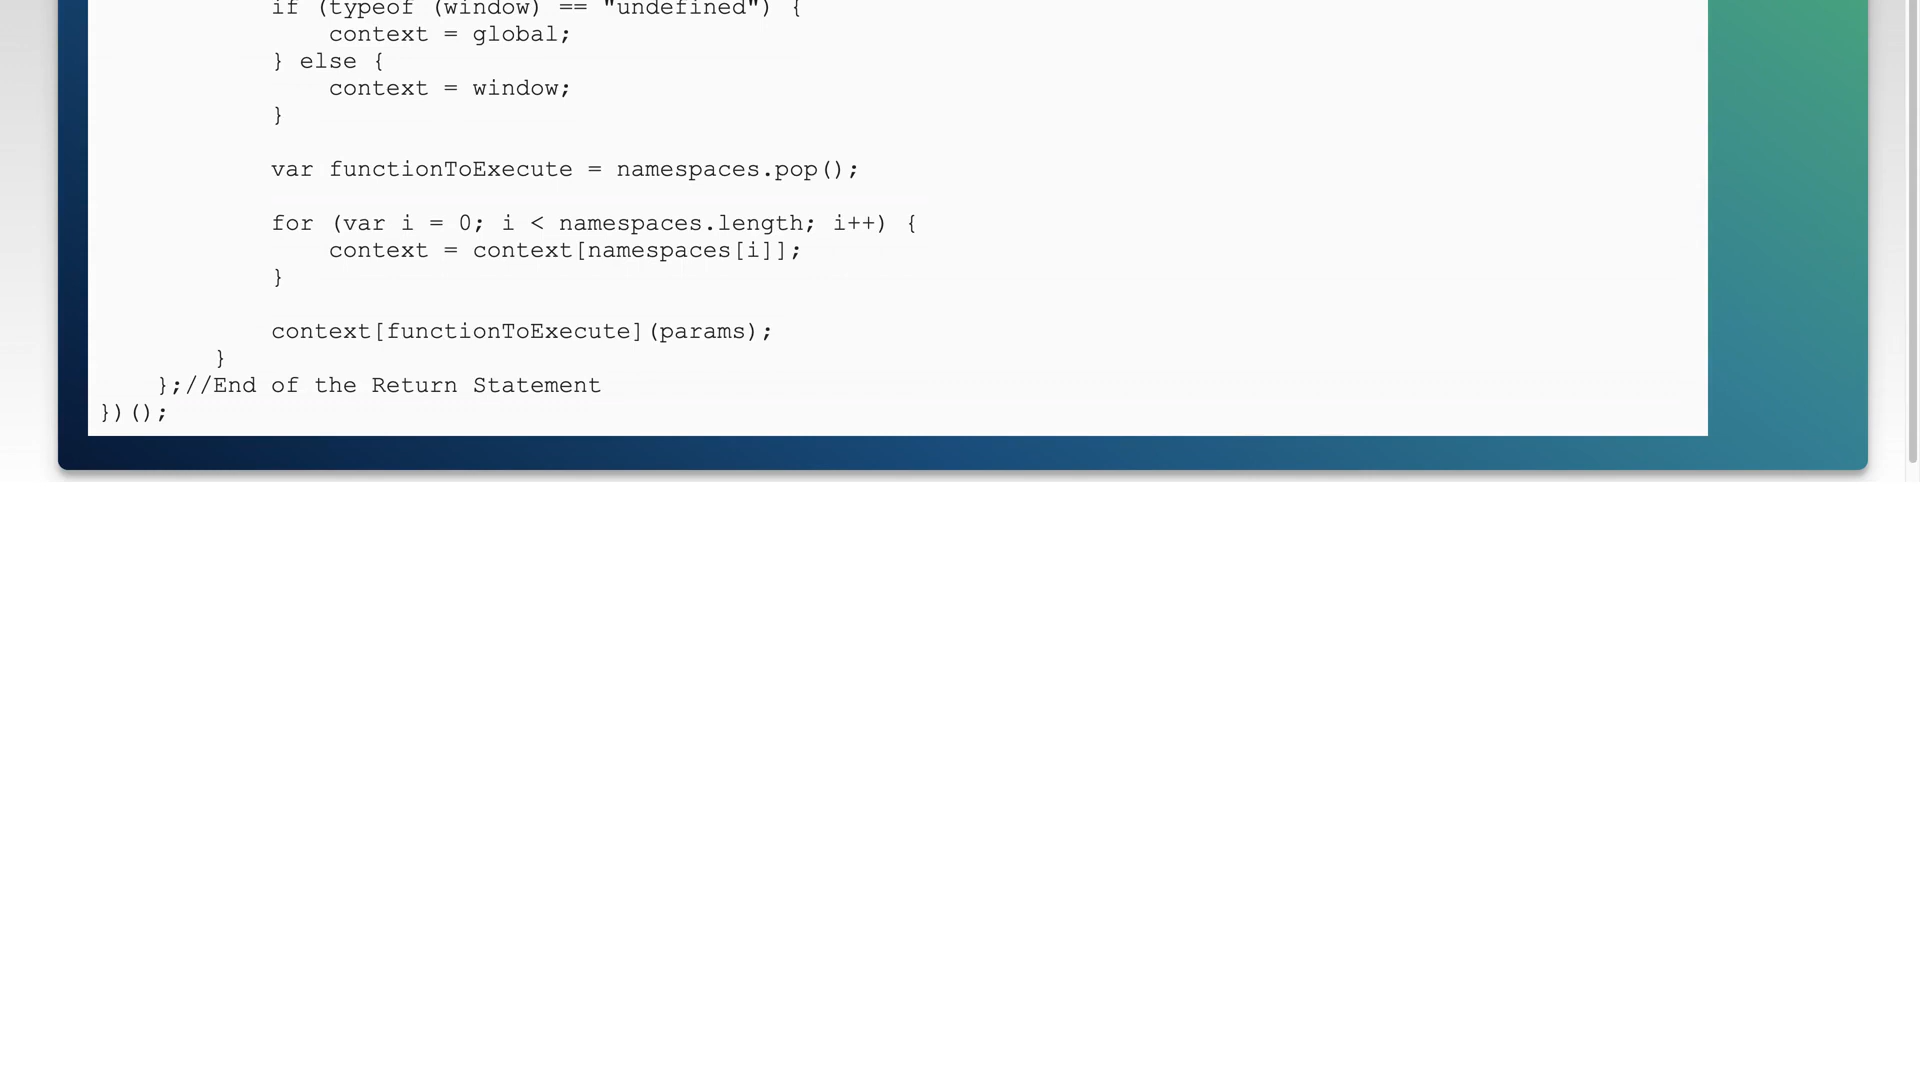 if (typeof (window) == "undefined") {
context = global;
} else {
context = window;
}
var functionToExecute = namespaces.pop();
for (var i = 0; i < namespaces.length; i++) {
context = context[namespaces[i]];
}
context[functionToExecute](params);
}
};//End of the Return Statement
})();